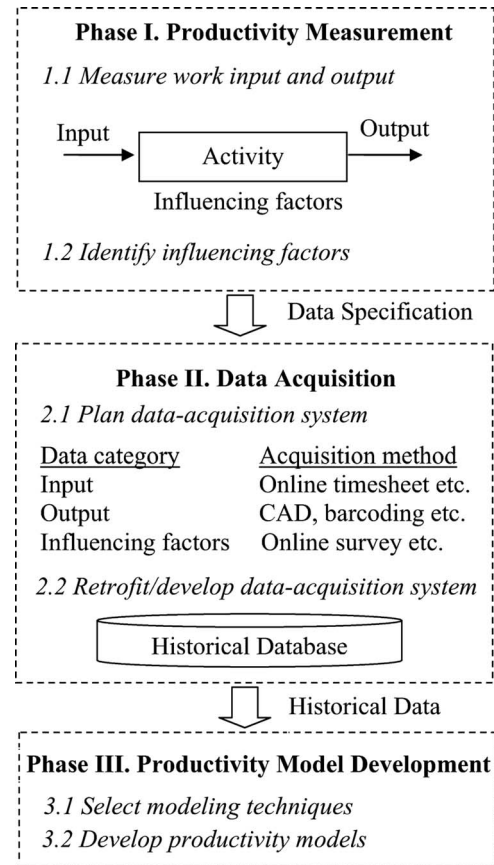 Phase I. Productivity Measurement
1.1 Measure work input and output
Input
Output
Activity
Influencing factors
1.2 Identify influencing factors
Data Specification
Phase II. Data Acquisition
2.1 Plan data-acquisition system
Data category Acquisition method
Input Online timesheet etc.
Output CAD, barcoding etc.
Influencing factors Online survey etc.
2.2 Retrofit/develop data-acquisition system
Historical Database
Historical Data
Phase III. Productivity Model Development
3.1 Select modeling techniques
3.2 Develop productivity models